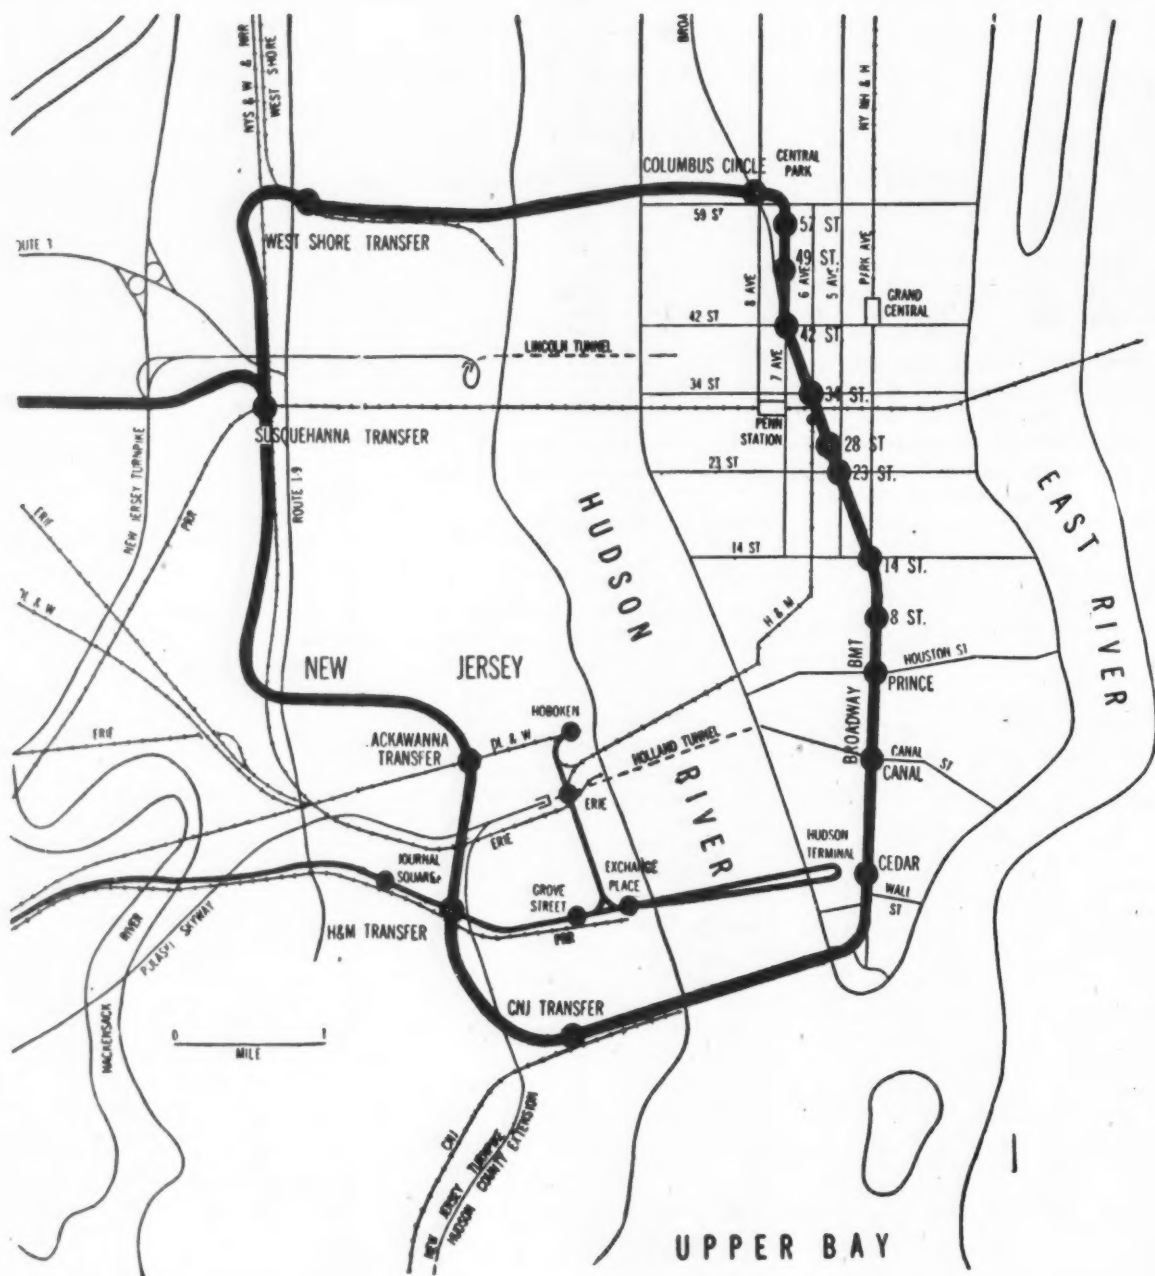 BROA
NYS & W & NRR
WEST SHORE
NY NH & H
COLUMBUS CIRCLE
CENTRAL
PARK
59 ST
57 ST
WEST SHORE TRANSFER
49 ST.
8 AVE
6 AVE
5 AVE
PARK AVE
OUTE 3
GRAND
CENTRAL
42 ST
42 ST.
LINCOLN TUNNEL
7 AVE
34 ST
34 ST.
SUSQUEHANNA TRANSFER
PENN
STATION
28 ST
23 ST
23 ST.
NEW JERSEY TURNPIKE
PRR
ROUTE 1-9
ERIE
HUDSON
RIVER
EAST RIVER
14 ST
14 ST.
DL & W
H & M
8 ST.
NEW JERSEY
BROADWAY BMT
HOUSTON ST
PRINCE
HOBOKEN
ERIE
ACKAWANNA
TRANSFER
DL & W
HOLLAND TUNNEL
CANAL
ST
CANAL
ERIE
ERIE
JOURNAL
SQUARE
HUDSON
TERMINAL
CEDAR
EXCHANGE
PLACE
GROVE
STREET
WALL
ST
H&M TRANSFER
PRR
HACKENSACK
RIVER
PULASKI SKYWAY
CNJ TRANSFER
0 1
MILE
CNJ
NEW JERSEY TURNPIKE
HUDSON COUNTY EXTENSION
UPPER BAY